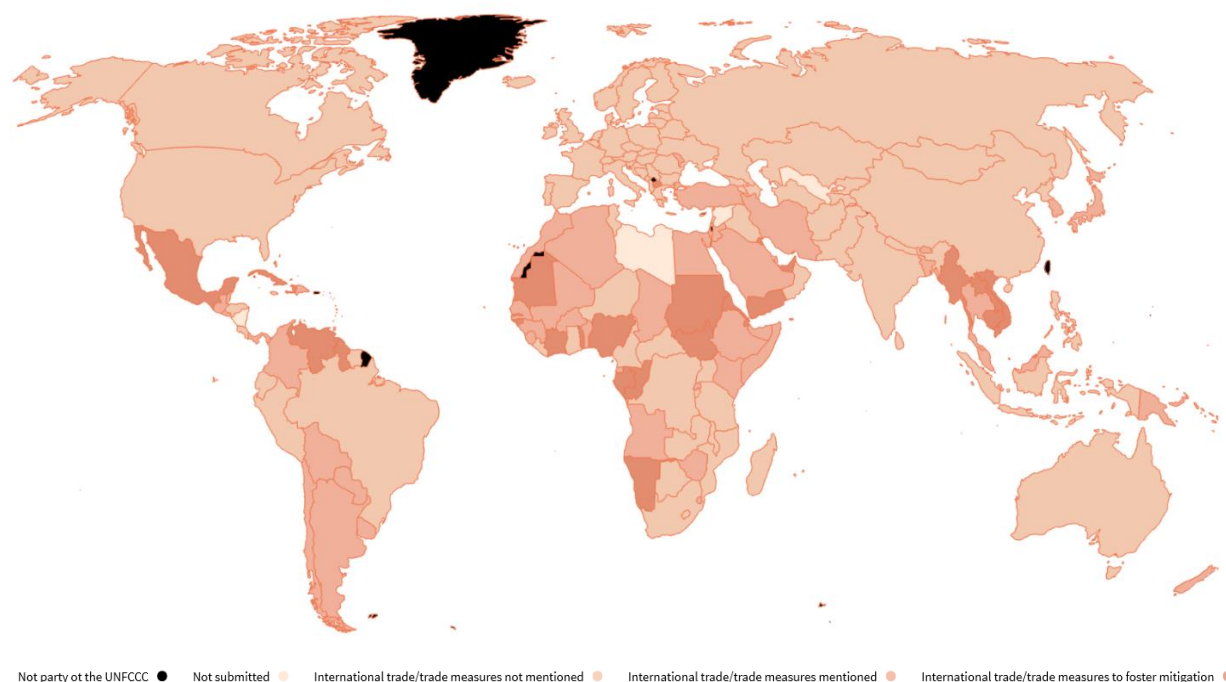 Not party ot the UNFCCC Not submitted International trade/trade measures not mentioned International trade/trade measures mentioned International trade/trade measures to foster mitigation